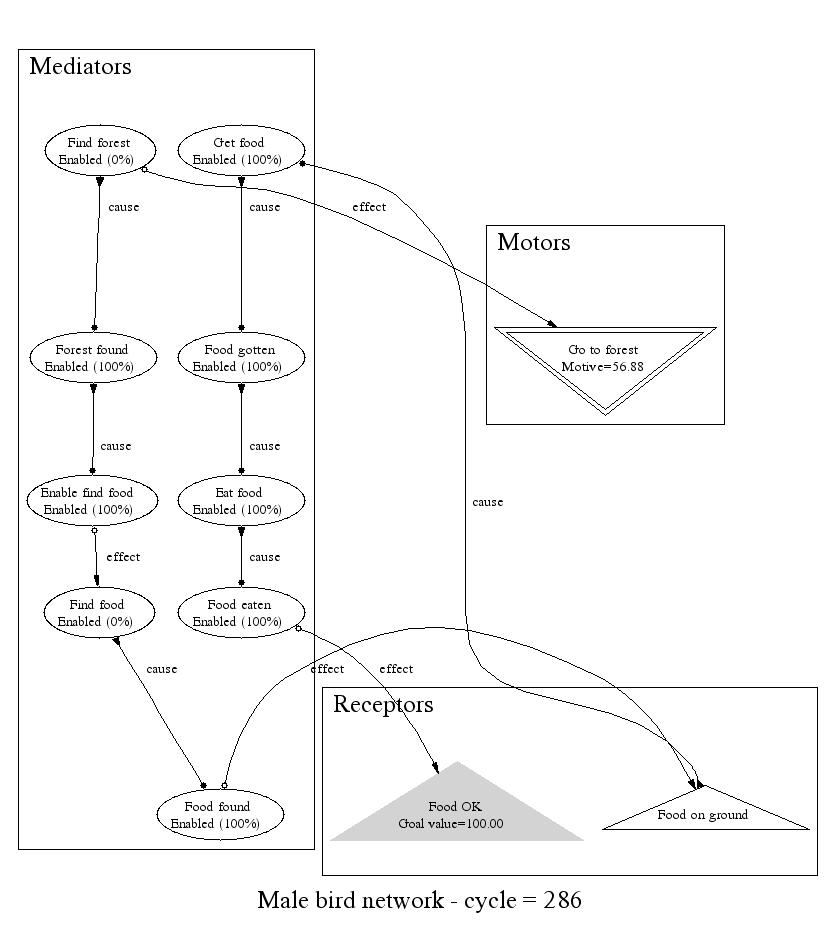 Mediators
Find forest
Enabled (0%)
Get food
Enabled (100%)
cause
cause
effect
Motors
Forest found
Enabled (100%)
Food gotten
Enabled (100%)
Go to forest
Motive=56.88
cause
cause
Enable find food
Enabled (100%)
Eat food
Enabled (100%)
cause
effect
cause
Find food
Enabled (0%)
Food eaten
Enabled (100%)
cause
effect
effect
Receptors
Food found
Enabled (100%)
Food OK
Goal value=100.00
Food on ground
Male bird network - cycle = 286